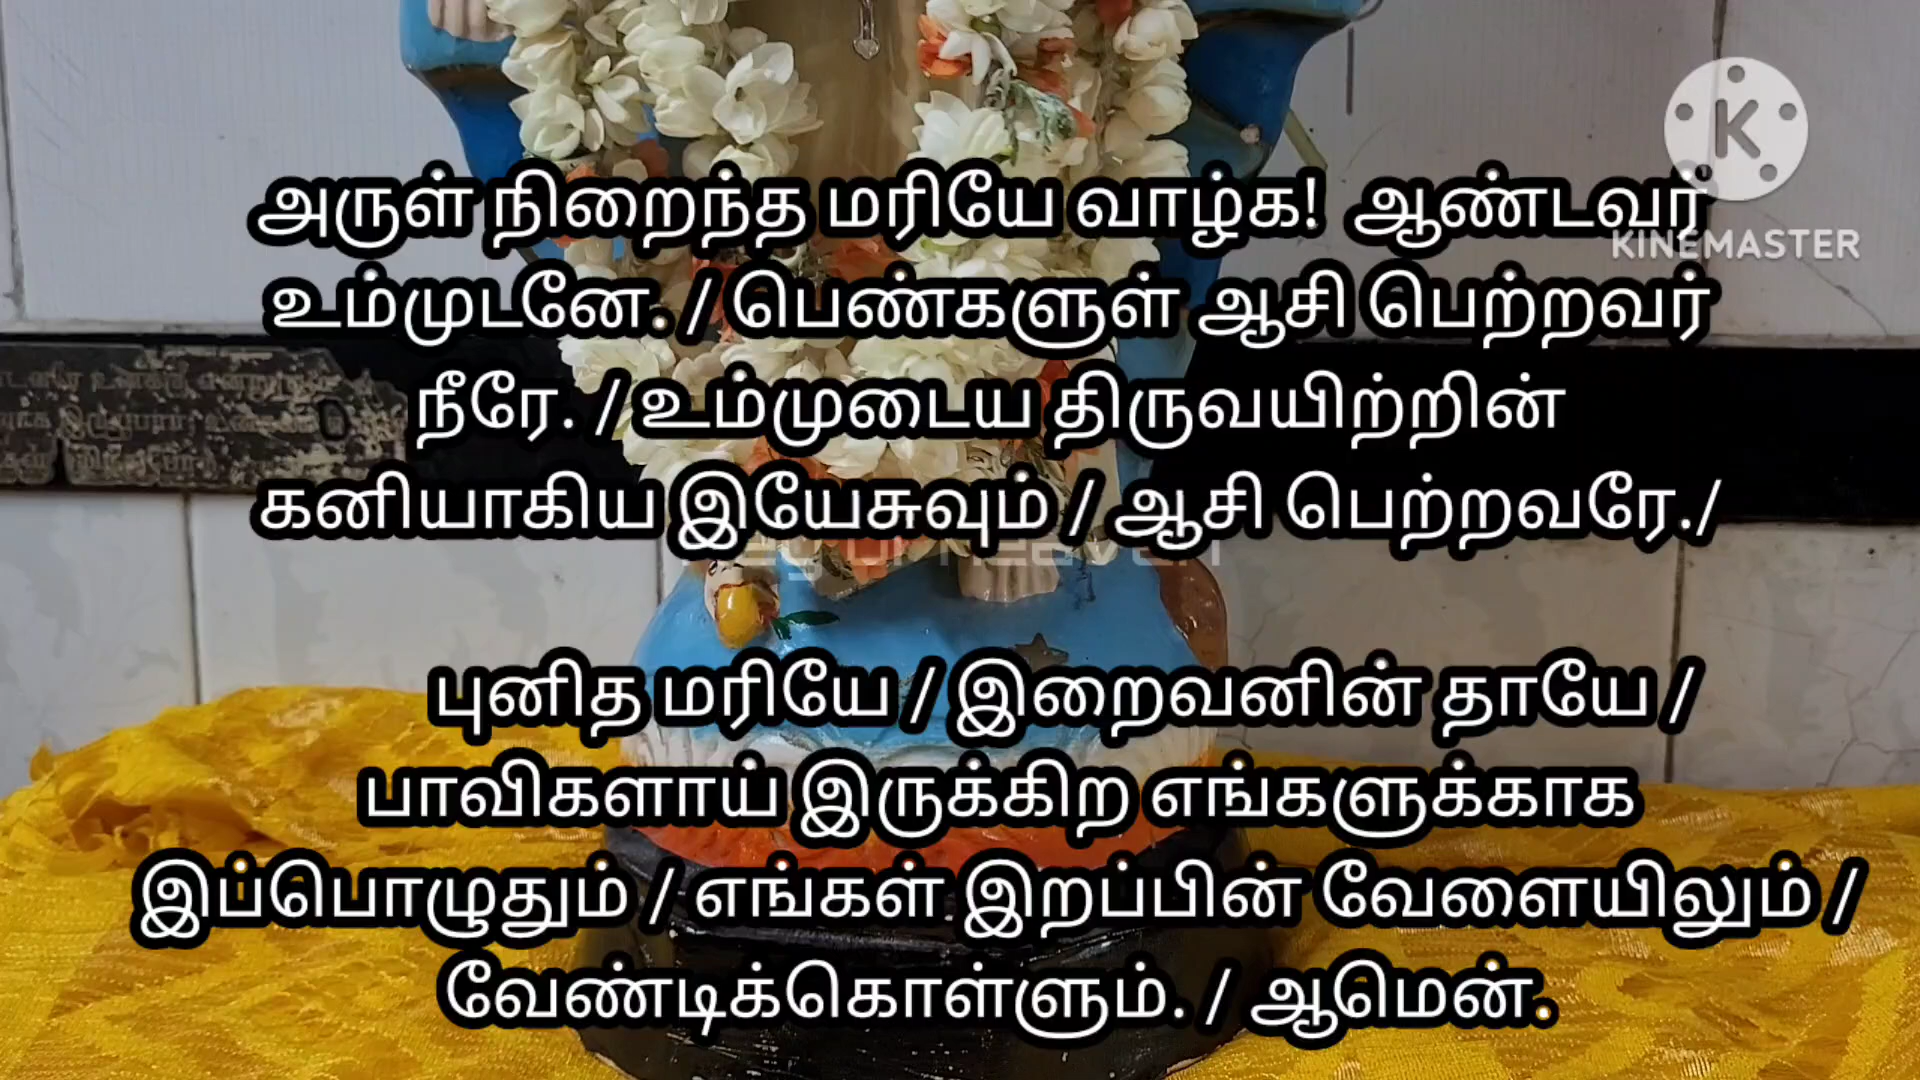 அருள் நிறைந்த மரியே வாழ்க! ஆண்டவர்
உம்முடனே. / பெண்களுள் ஆசி பெற்றவர்
நீரே. / உம்முடைய திருவயிற்றின்
கனியாகிய இயேசுவும் / ஆசி பெற்றவரே./
புனித மரியே / இறைவனின் தாயே /
பாவிகளாய் இருக்கிற எங்களுக்காக
இப்பொழுதும் / எங்கள் இறப்பின் வேளையிலும் /
வேண்டிக்கொள்ளும். / ஆமென்.
K
KINEMASTER